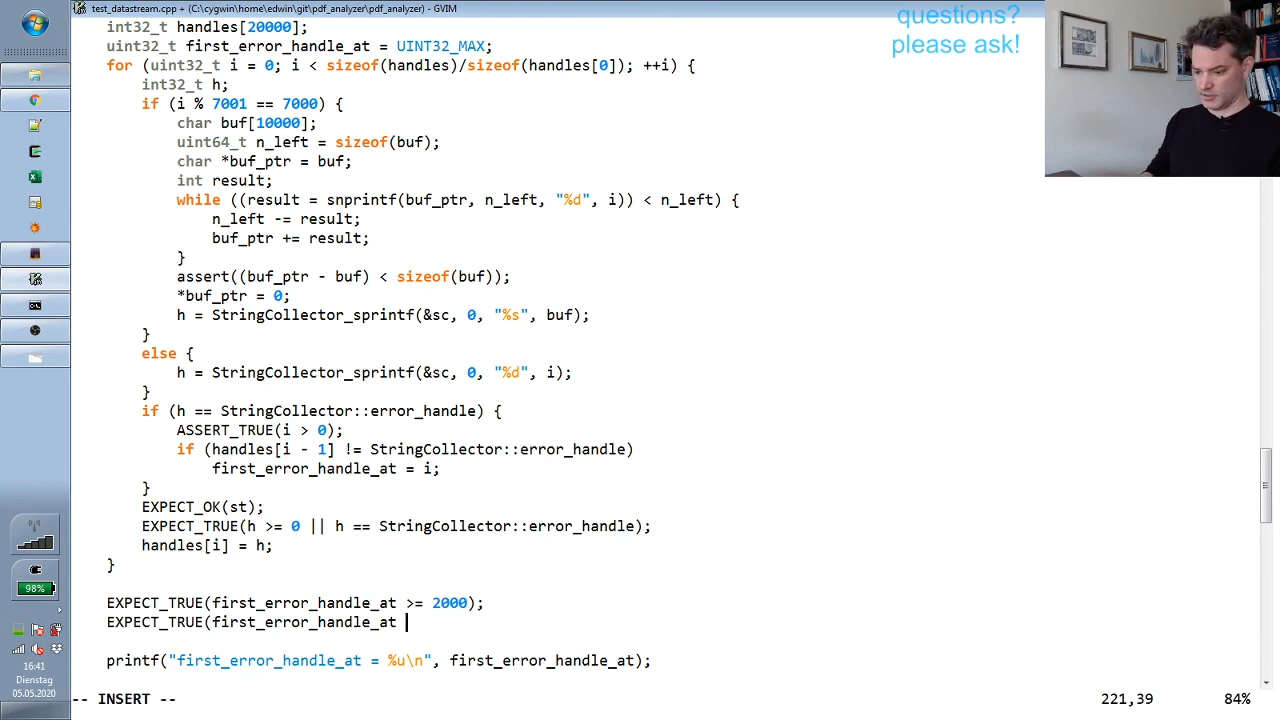 test_datastream.cpp + (C:\cygwin\home\edwin\git\pdf_analyzer\pdf_analyzer) - GVIM
questions?
please ask!
int32_t handles[20000];
uint32_t first_error_handle_at = UINT32_MAX;
for (uint32_t i = 0; i < sizeof(handles)/sizeof(handles[0]); ++i) {
int32_t h;
if (i % 7001 == 7000) {
char buf[10000];
uint64_t n_left = sizeof(buf);
char *buf_ptr = buf;
int result;
while ((result = snprintf(buf_ptr, n_left, "%d", i)) < n_left) {
n_left -= result;
buf_ptr += result;
}
assert((buf_ptr - buf) < sizeof(buf));
*buf_ptr = 0;
h = StringCollector_sprintf(&sc, 0, "%s", buf);
}
else {
h = StringCollector_sprintf(&sc, 0, "%d", i);
}
if (h == StringCollector::error_handle) {
ASSERT_TRUE(i > 0);
if (handles[i - 1] != StringCollector::error_handle)
first_error_handle_at = i;
}
EXPECT_OK(st);
EXPECT_TRUE(h >= 0 || h == StringCollector::error_handle);
handles[i] = h;
}
EXPECT_TRUE(first_error_handle_at >= 2000);
EXPECT_TRUE(first_error_handle_at
printf("first_error_handle_at = %u\n", first_error_handle_at);
-- INSERT --
221,39
84%
98%
16:41
Dienstag
05.05.2020